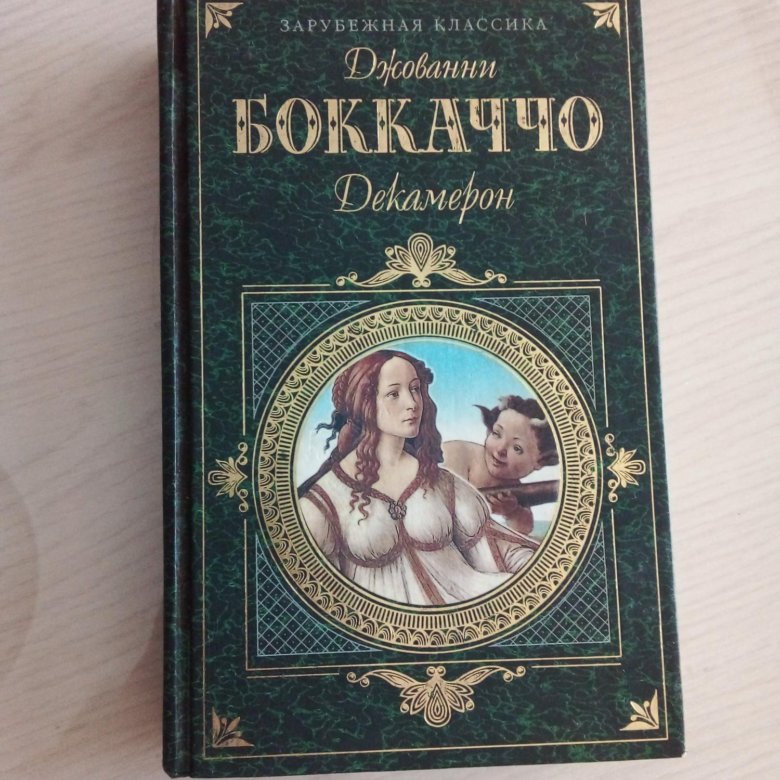 ЗАРУБЕЖНАЯ КЛАССИКА
Джованни
БОККАЧЧО
Декамерон